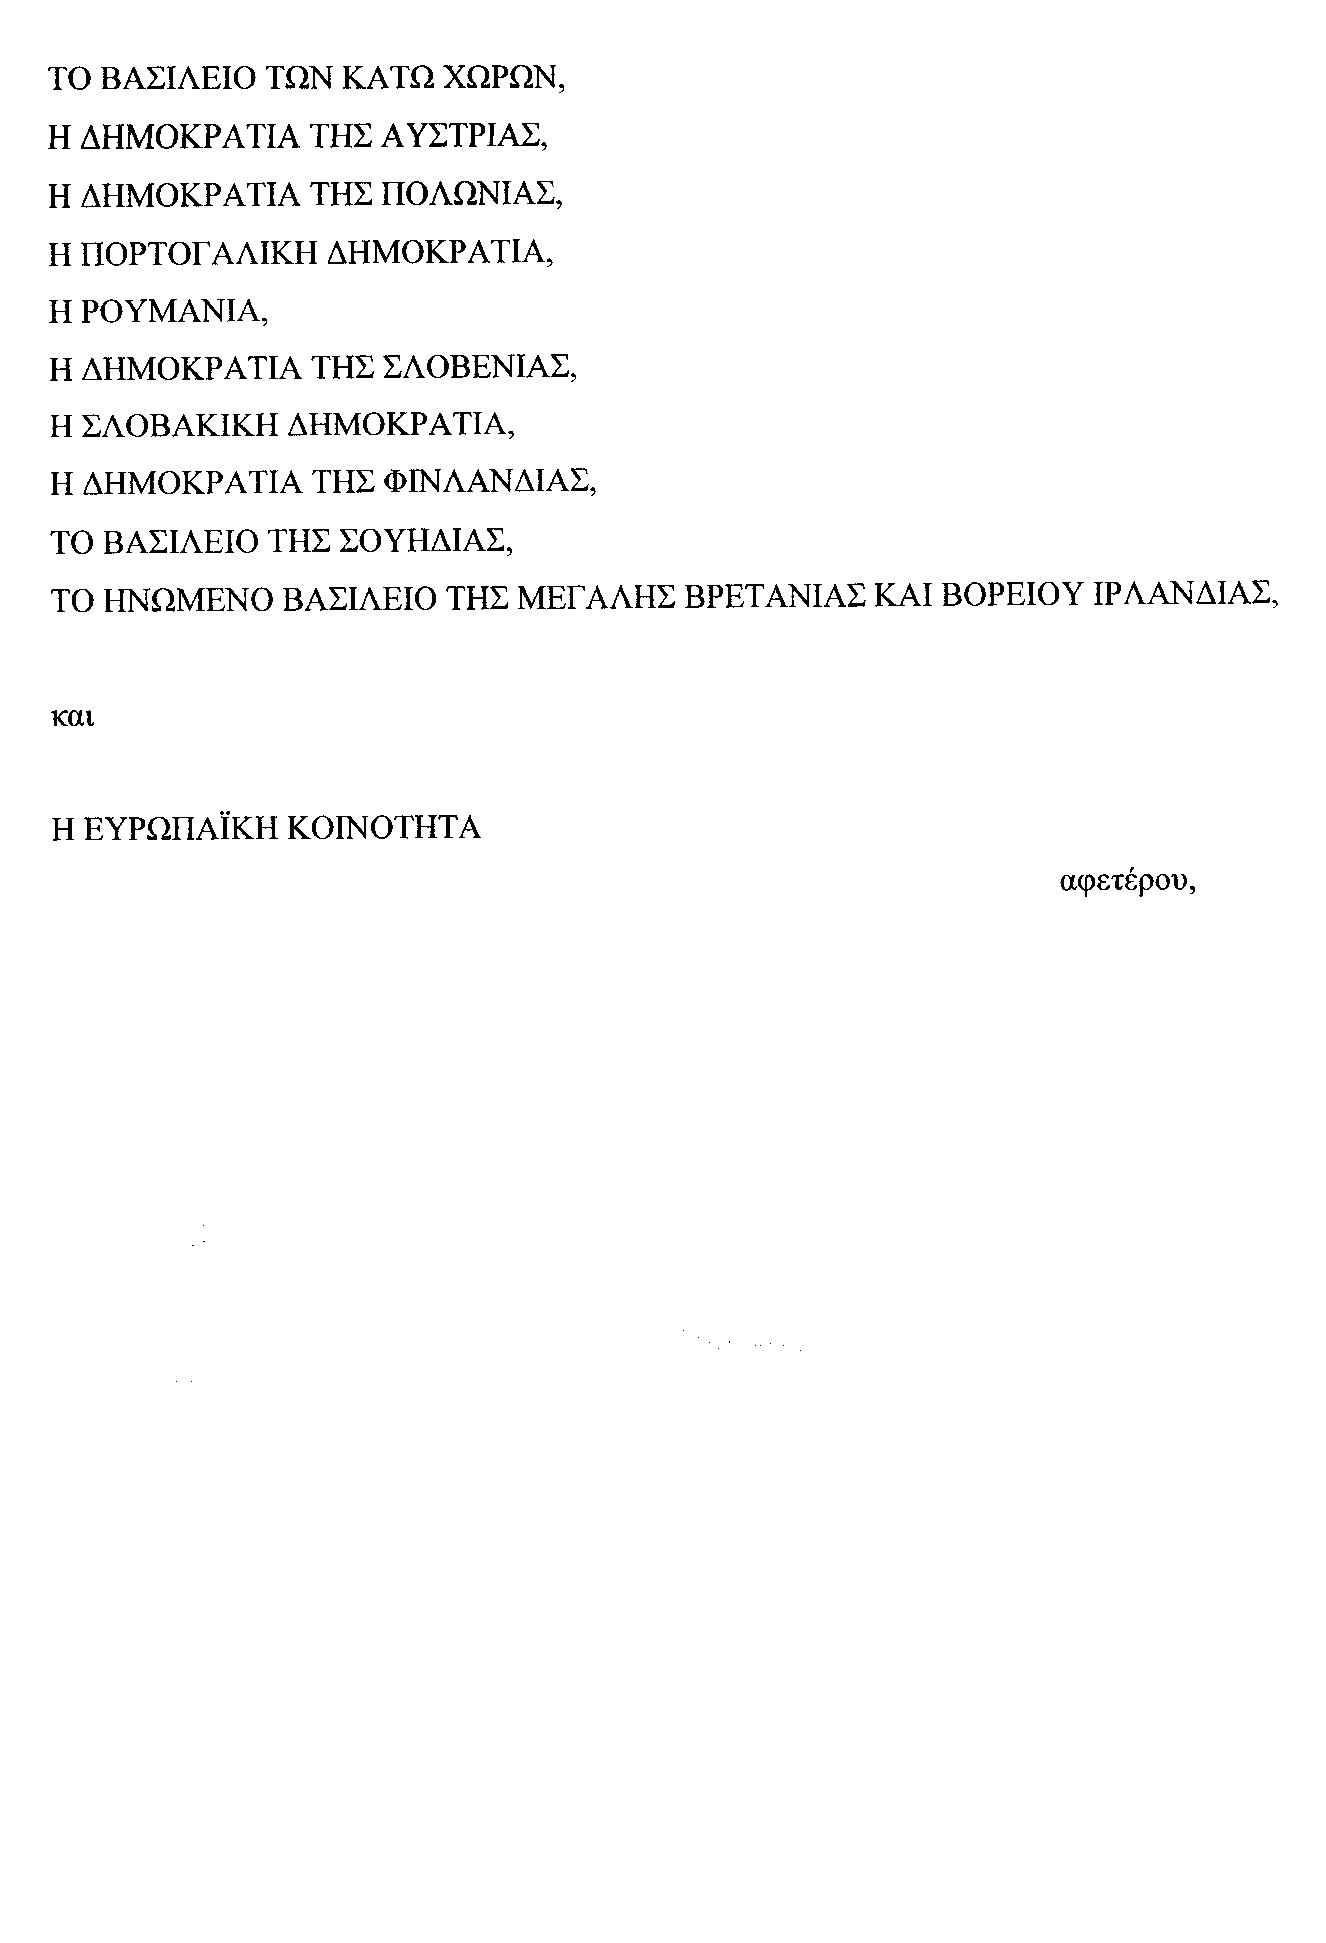 ΤΟ ΒΑΣΙΛΕΙΟ ΤΩΝ ΚΑΤΩ ΧΩΡΩΝ,
Η ΔΗΜΟΚΡΑΤΙΑ ΤΗΣ ΑΥΣΤΡΙΑΣ,
Η ΔΗΜΟΚΡΑΤΙΑ ΤΗΣ ΠΟΛΩΝΙΑΣ,
Η ΠΟΡΤΟΓΑΛΙΚΗ ΔΗΜΟΚΡΑΤΙΑ,
Η ΡΟΥΜΑΝΙΑ,
Η ΔΗΜΟΚΡΑΤΙΑ ΤΗΣ ΣΛΟΒΕΝΙΑΣ,
Η ΣΛΟΒΑΚΙΚΗ ΔΗΜΟΚΡΑΤΙΑ,
Η ΔΗΜΟΚΡΑΤΙΑ ΤΗΣ ΦΙΝΛΑΝΔΙΑΣ,
ΤΟ ΒΑΣΙΛΕΙΟ ΤΗΣ ΣΟΥΗΔΙΑΣ,
ΤΟ ΗΝΩΜΕΝΟ ΒΑΣΙΛΕΙΟ ΤΗΣ ΜΕΓΑΛΗΣ ΒΡΕΤΑΝΙΑΣ ΚΑΙ ΒΟΡΕΙΟΥ ΙΡΛΑΝΔΙΑΣ,
και
Η ΕΥΡΩΠΑΪΚΗ ΚΟΙΝΟΤΗΤΑ
αφετέρου,